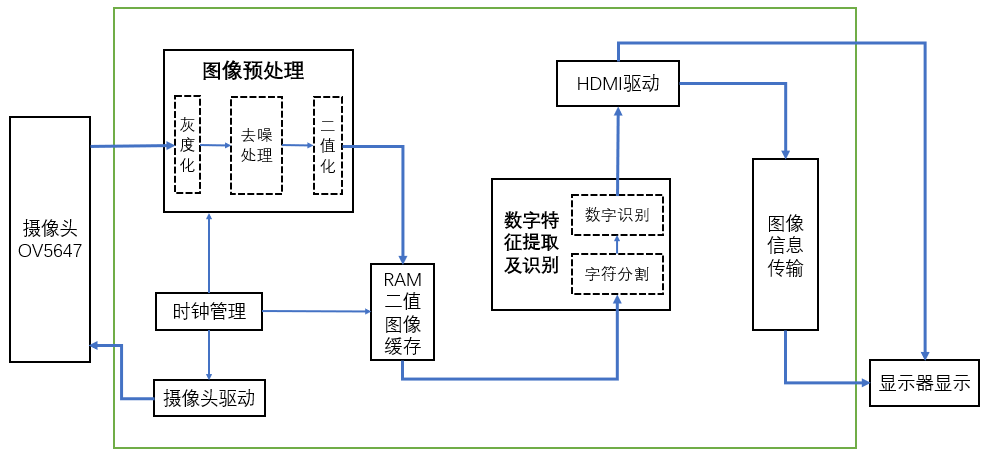 图像预处理
灰
度
化
去噪
处理
二
值
化
摄像头
OV5647
时钟管理
摄像头驱动
RAM
二值
图像
缓存
HDMI驱动
数字特
征提取
及识别
数字识别
字符分割
图像
信息
传输
显示器显示